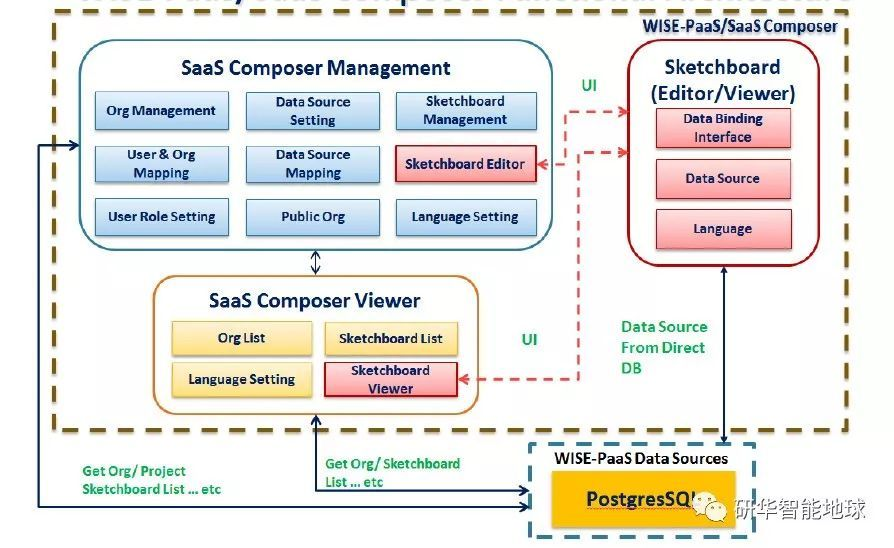 WISE-PaaS/SaaS Composer
SaaS Composer Management
Org Management
Data Source
Setting
Sketchboard
Management
User & Org
Mapping
Data Source
Mapping
Sketchboard Editor
User Role Setting
Public Org
Language Setting
UI
Sketchboard
(Editor/Viewer)
Data Binding
Interface
Data Source
Language
SaaS Composer Viewer
Org List
Sketchboard List
Language Setting
Sketchboard
Viewer
UI
Data Source
From Direct
DB
Get Org/ Project
Sketchboard List ... etc
Get Org/ Sketchboard
List ... etc
WISE-PaaS Data Sources
PostgresSQL
研华智能地球